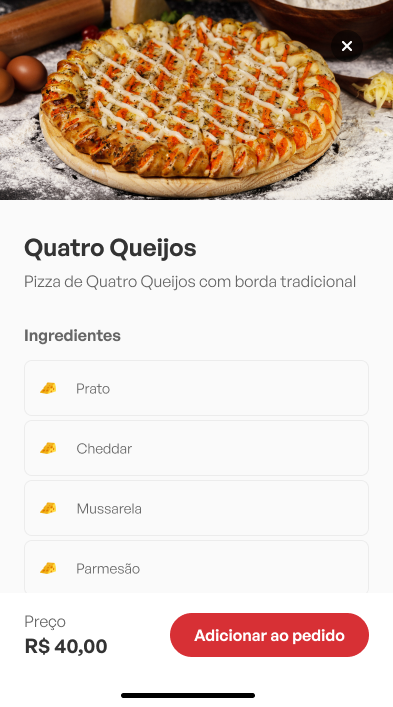 Quatro Queijos
Pizza de Quatro Queijos com borda tradicional
Ingredientes
Prato
Cheddar
Mussarela
Parmesão
Preço
R$ 40,00
Adicionar ao pedido